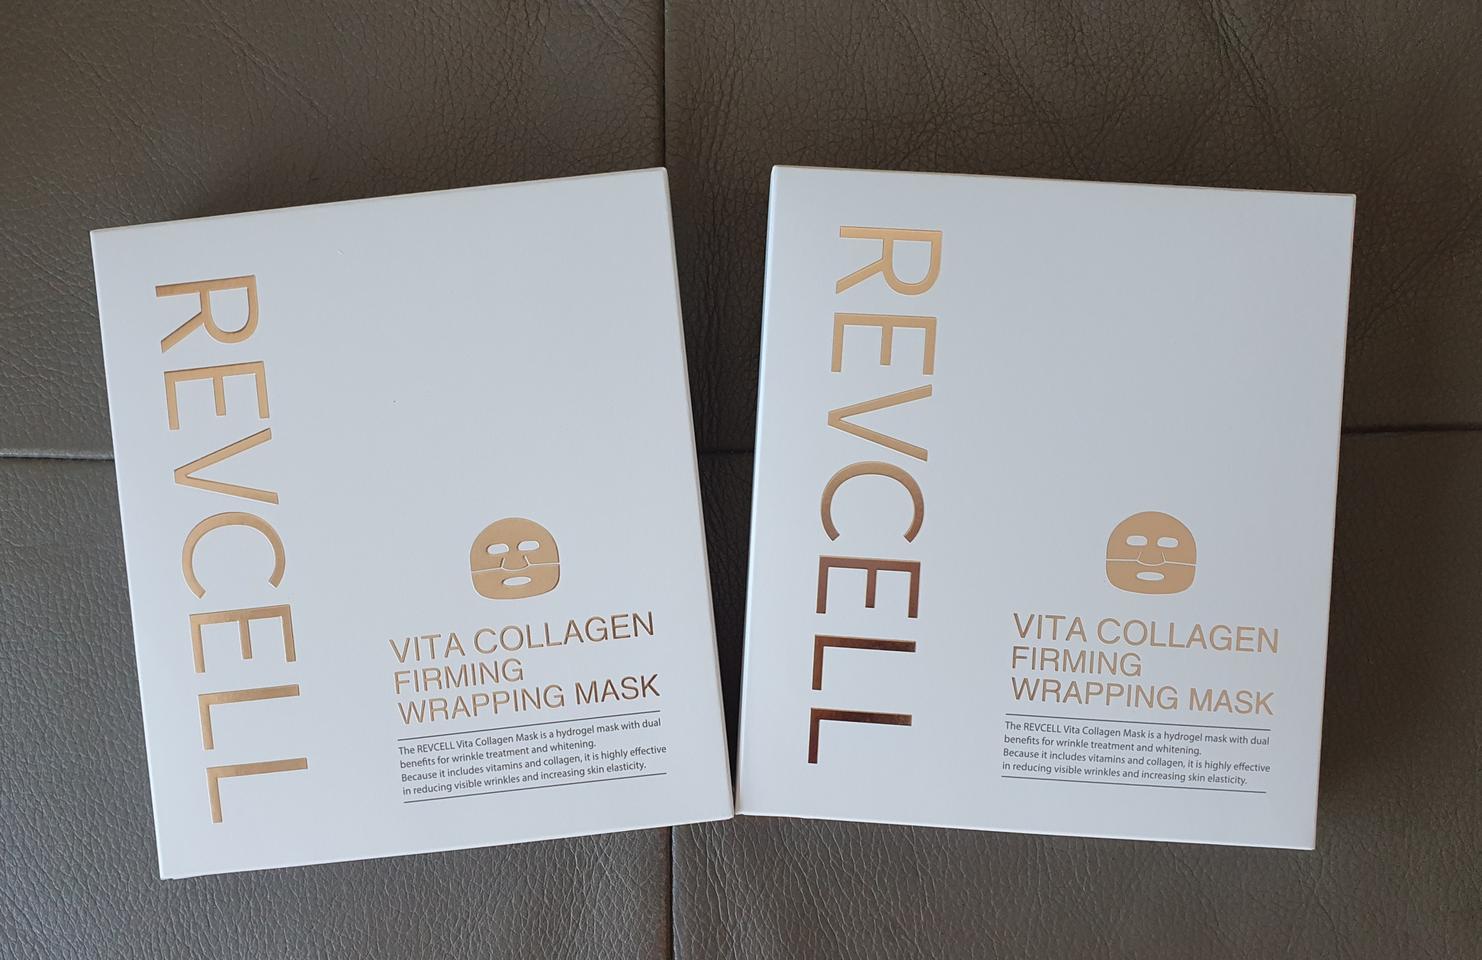 REVCELL
VITA COLLAGEN
FIRMING
WRAPPING MASK
The REVCELL Vita Collagen Mask is a hydrogel mask with dual
benefits for wrinkle treatment and whitening.
Because it includes vitamins and collagen, it is highly effective
in reducing visible wrinkles and increasing skin elasticity.
REVCELL
VITA COLLAGEN
FIRMING
WRAPPING MASK
The REVCELL Vita Collagen Mask is a hydrogel mask with dual
benefits for wrinkle treatment and whitening.
Because it includes vitamins and collagen, it is highly effective
in reducing visible wrinkles and increasing skin elasticity.